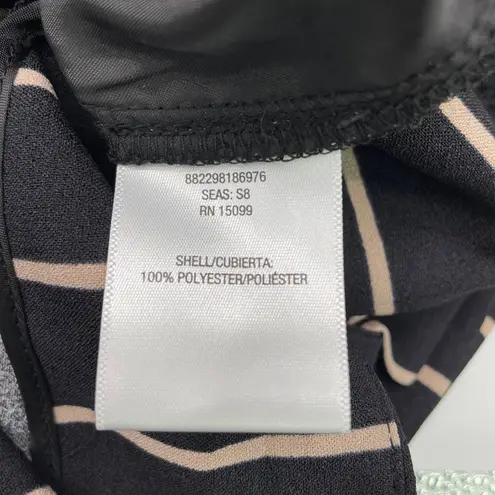 882298186976
SEAS: S8
RN 15099
SHELL/CUBIERTA:
100% POLYESTER/POLIÉSTER